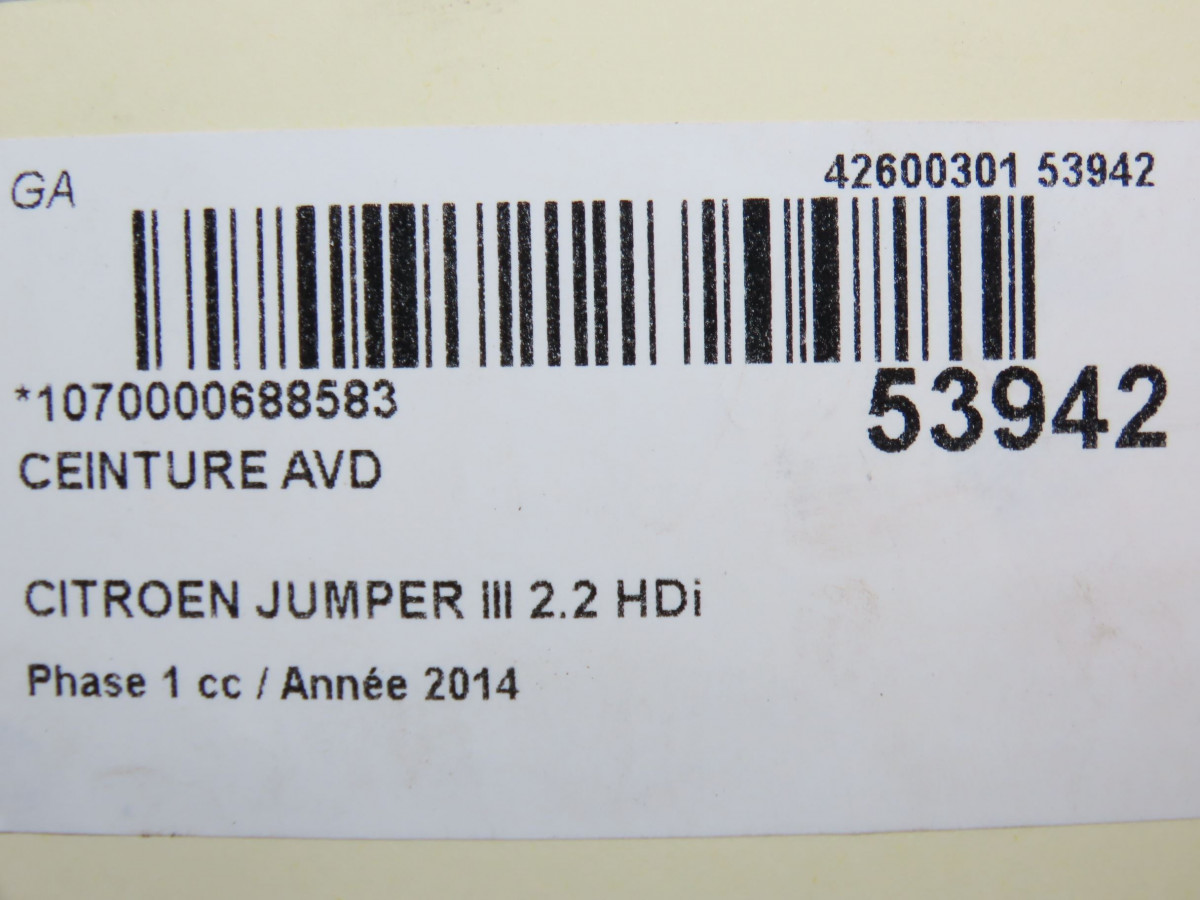 GA
42600301 53942
*1070000688583
53942
CEINTURE AVD
CITROEN JUMPER III 2.2 HDi
Phase 1 cc / Année 2014